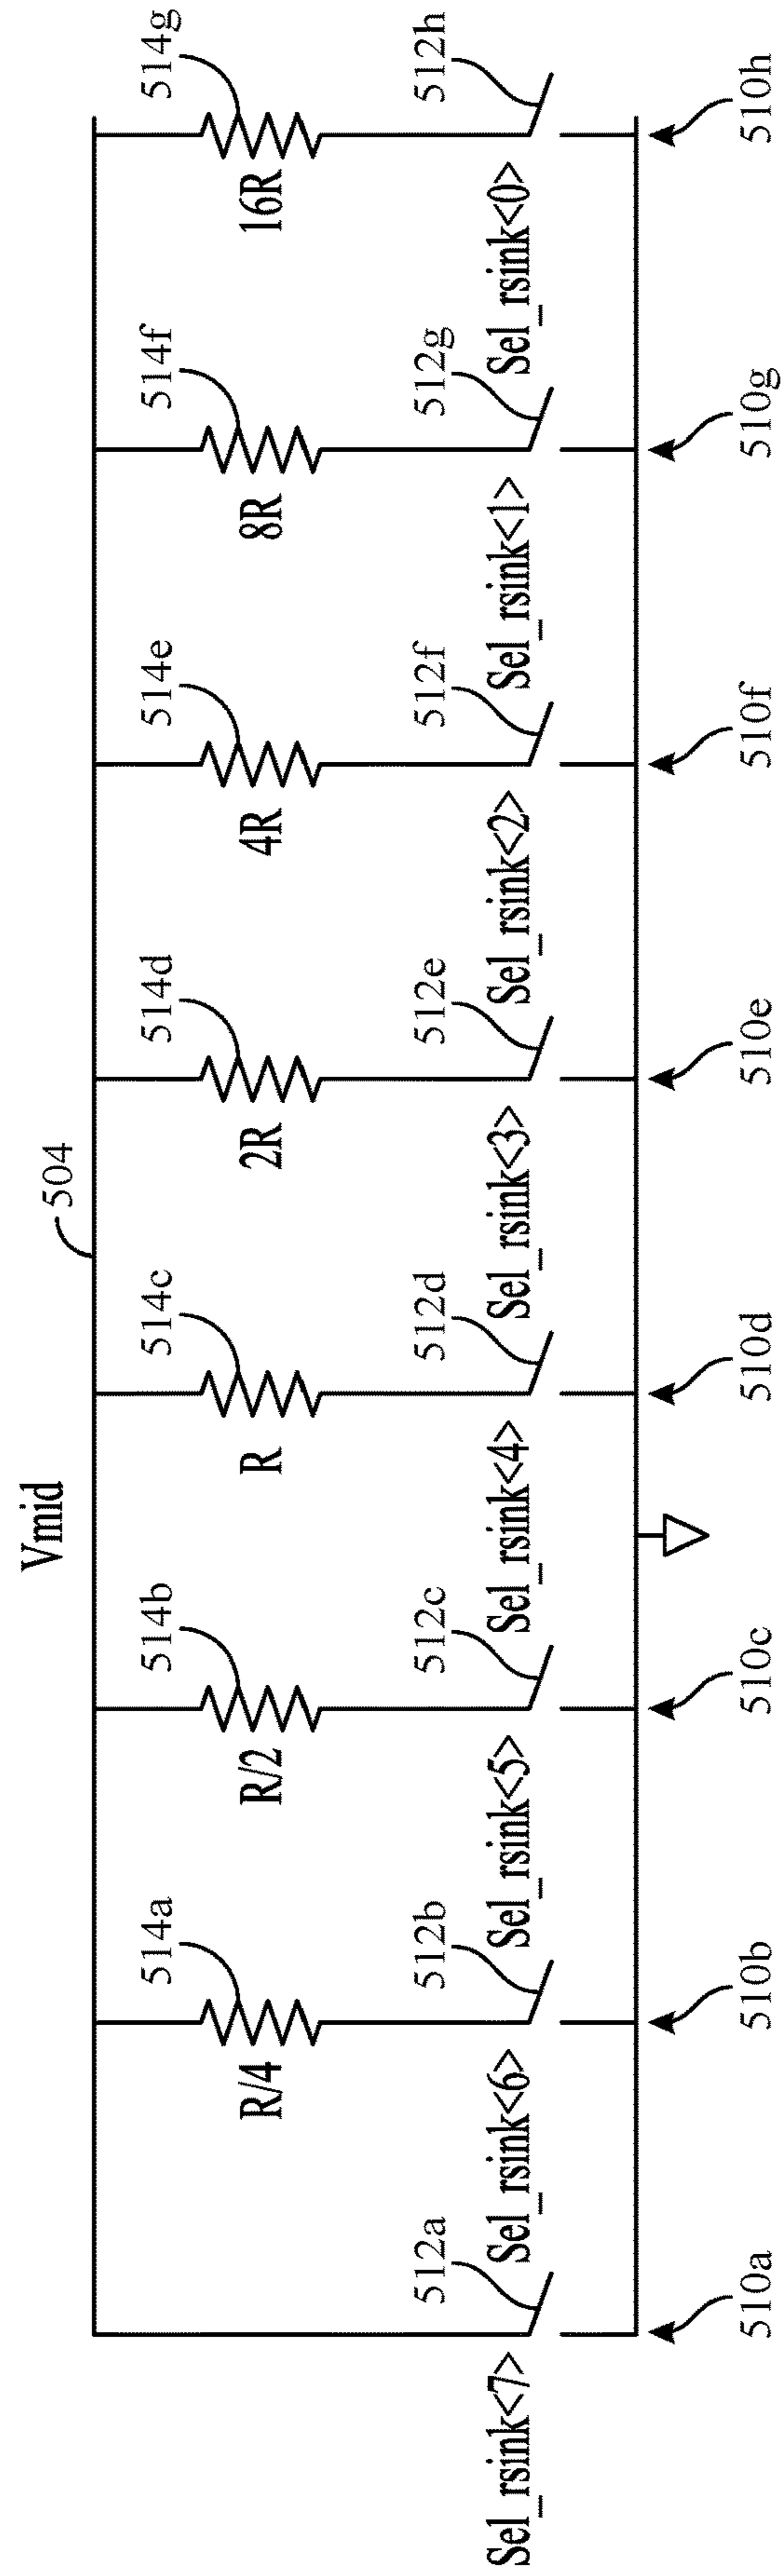 Vmid
504
514a
514b
514c
514d
514e
514f
514g
R/4
R/2
R
2R
4R
8R
16R
512a
512b
512c
512d
512e
512f
512g
512h
Sel_rsink<7>
Sel_rsink<6>
Sel_rsink<5>
Sel_rsink<4>
Sel_rsink<3>
Sel_rsink<2>
Sel_rsink<1>
Sel_rsink<0>
510a
510b
510c
510d
510e
510f
510g
510h